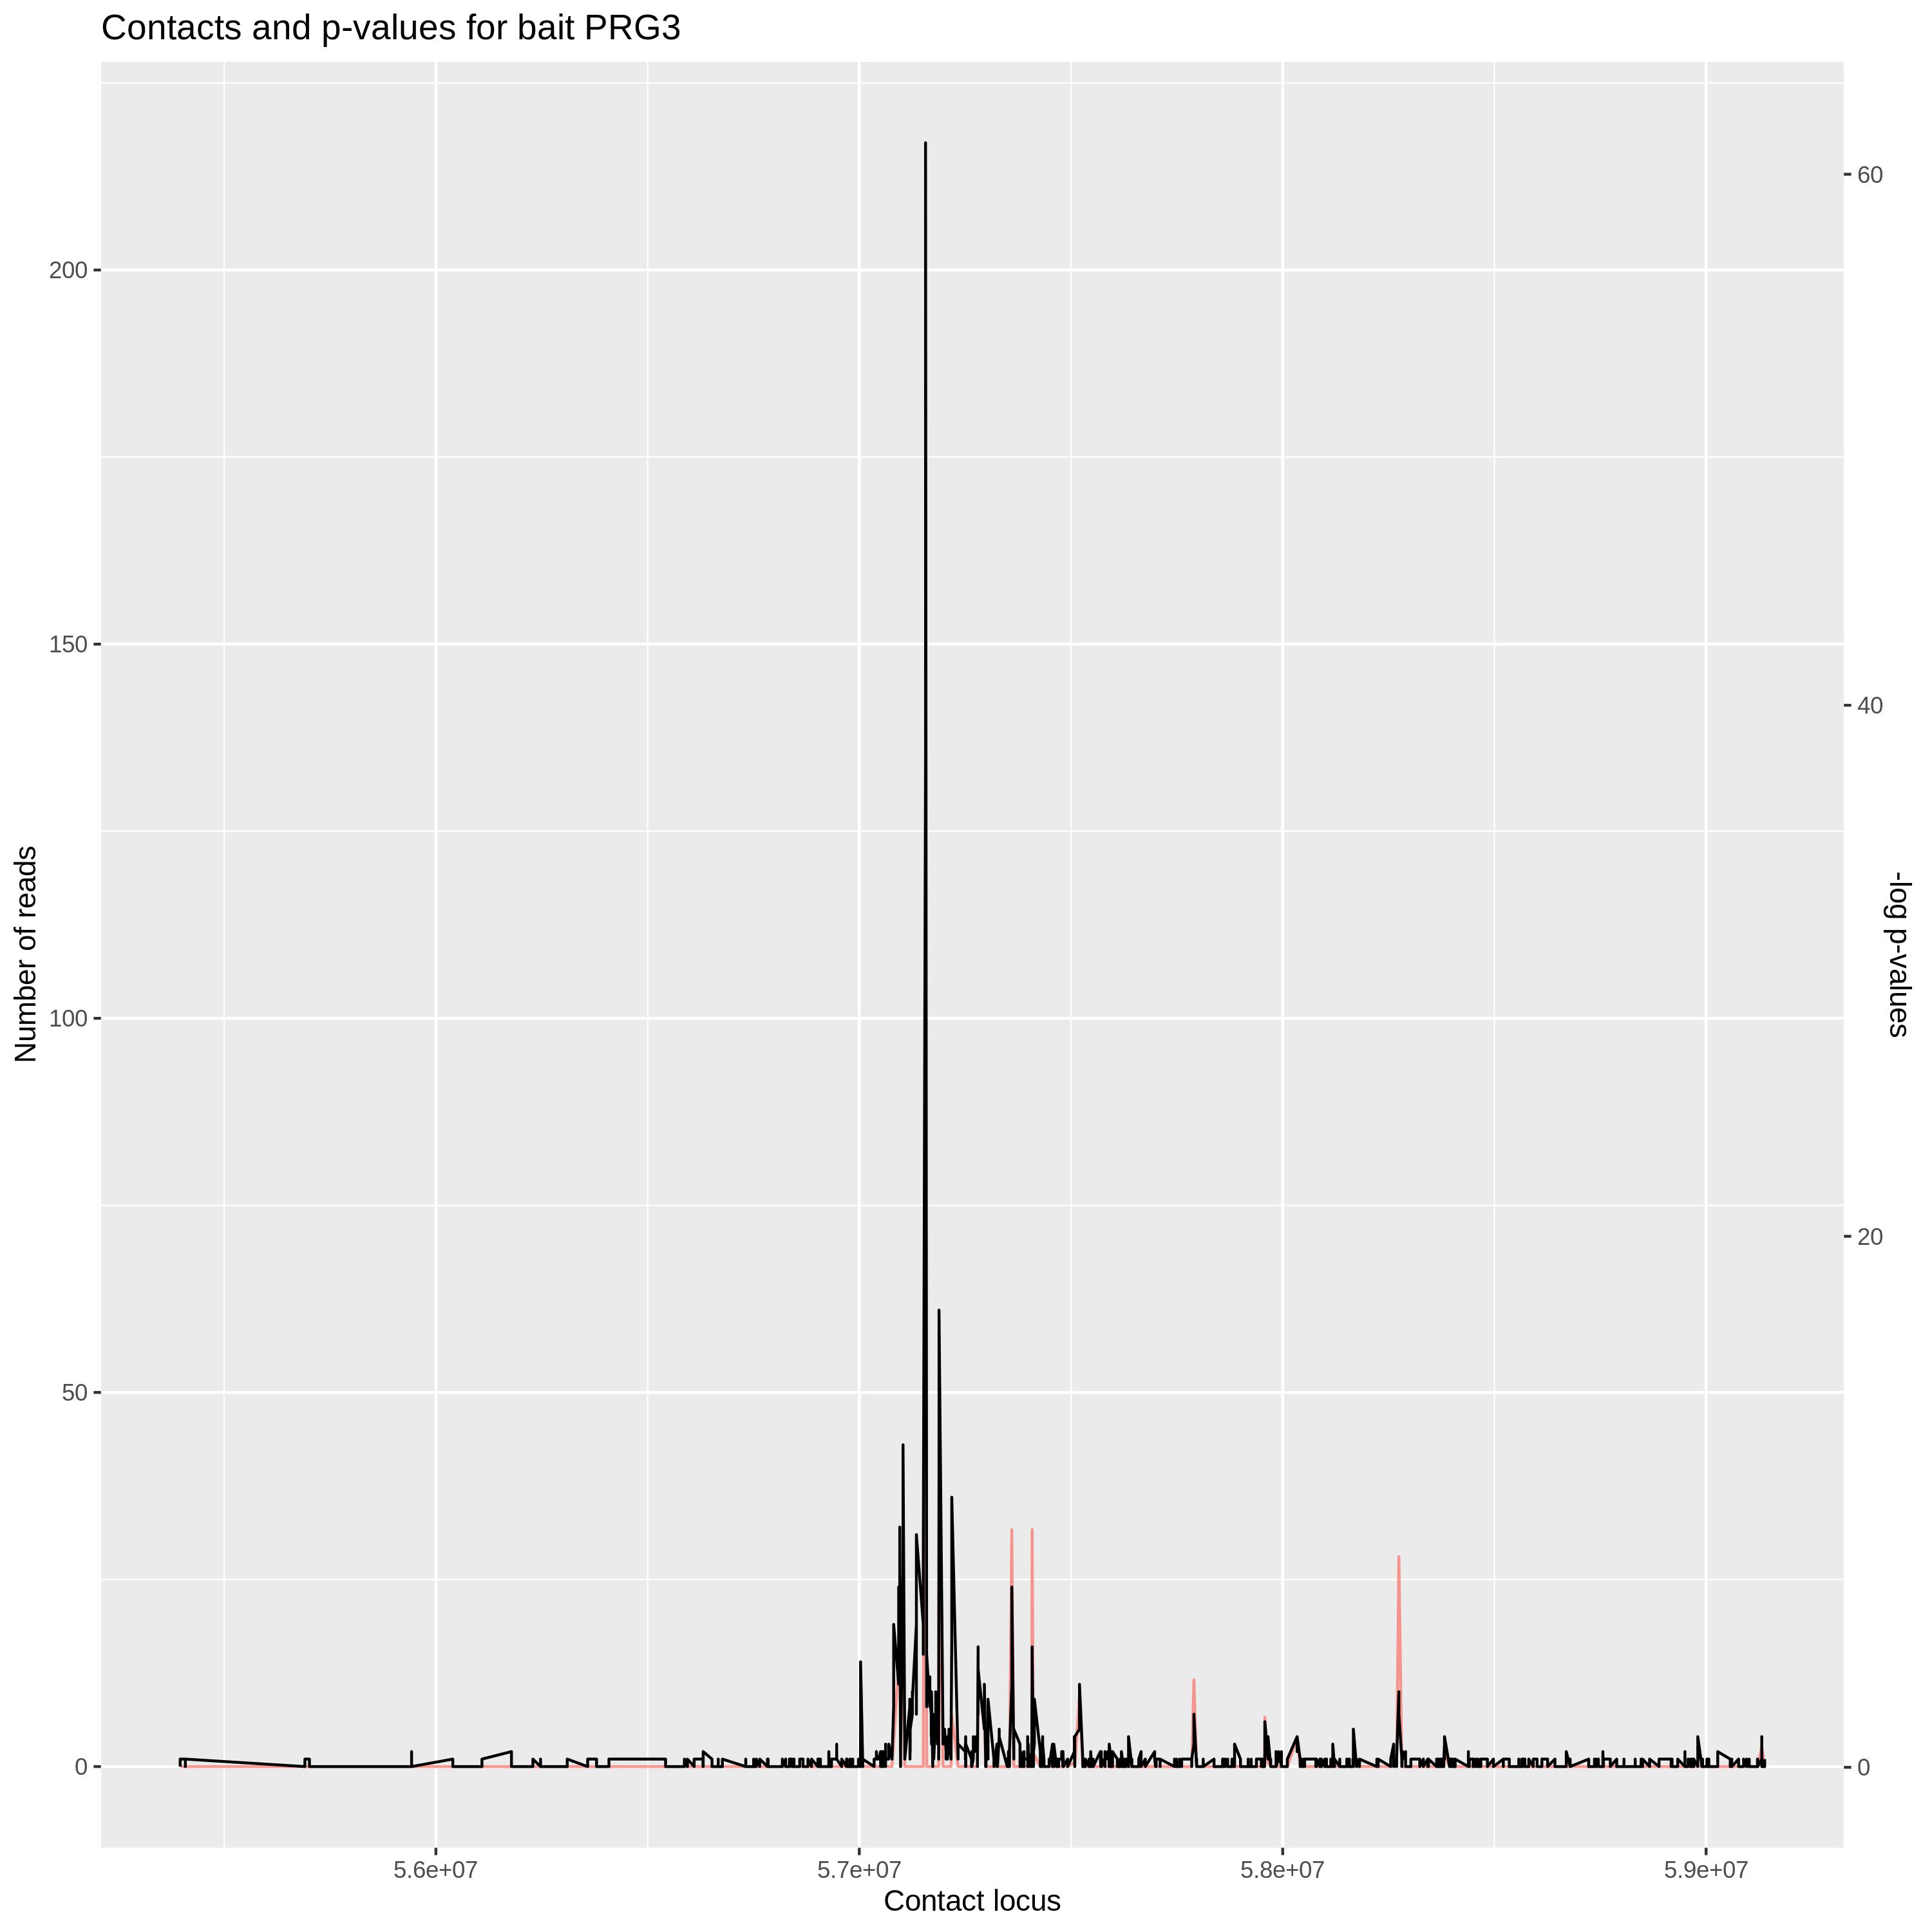 Contacts and p-values for bait PRG3
200
150
100
50
0
Number of reads
60
40
20
0
-log p-values
5.6e+07
5.7e+07
5.8e+07
5.9e+07
Contact locus